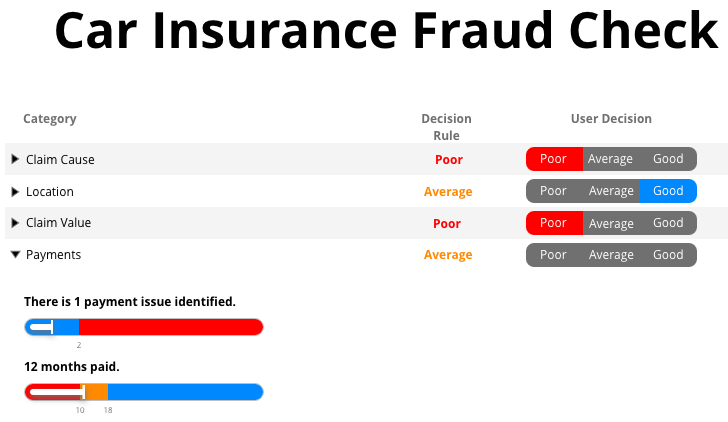 Car Insurance Fraud Check
Category Decision Rule User Decision
Claim Cause Poor Poor Average Good
Location Average Poor Average Good
Claim Value Poor Poor Average Good
Payments Average Poor Average Good
There is 1 payment issue identified.
2
12 months paid.
10 18